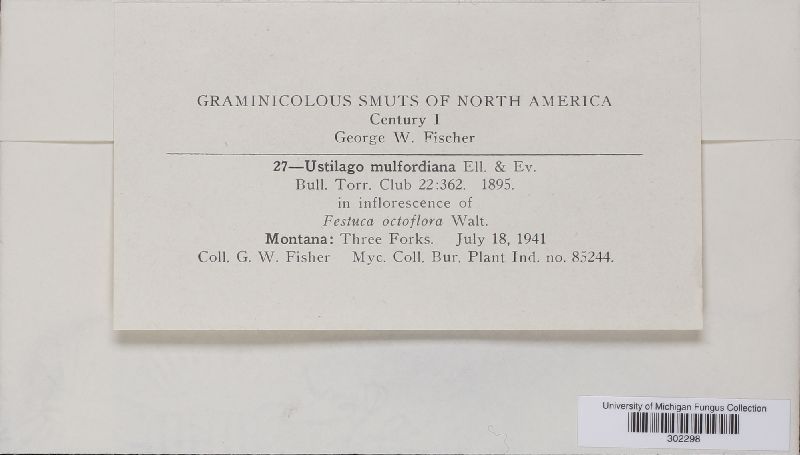 GRAMINICOLOUS SMUTS OF NORTH AMERICA
Century I
George W. Fischer
27—Ustilago mulfordiana Ell. & Ev.
Bull. Torr. Club 22:362. 1895.
in inflorescence of
Festuca octoflora Walt.
Montana: Three Forks. July 18, 1941
Coll. G. W. Fisher Myc. Coll. Bur. Plant Ind. no. 85244.
University of Michigan Fungus Collection
302298